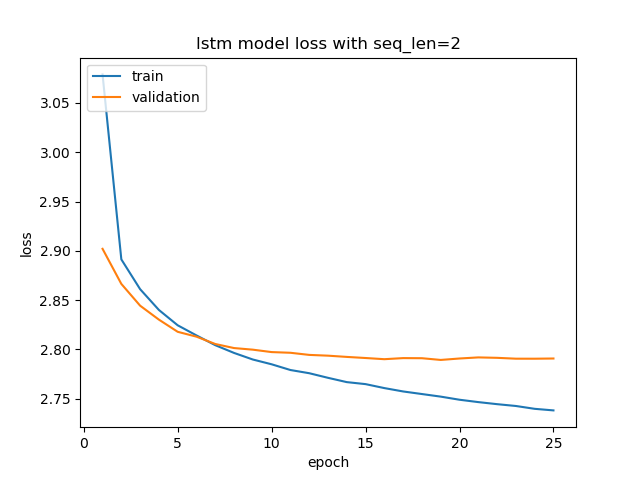 lstm model loss with seq_len=2
train
validation
loss
3.05
3.00
2.95
2.90
2.85
2.80
2.75
0 5 10 15 20 25
epoch